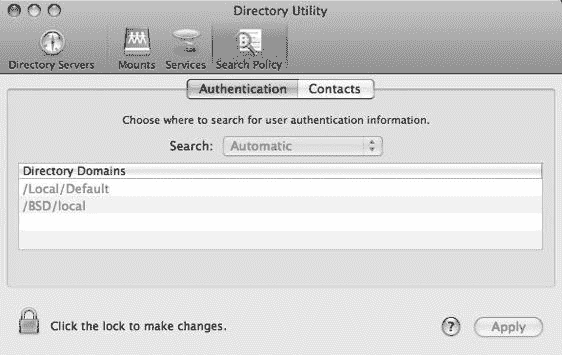 Directory Utility
Directory Servers Mounts Services Search Policy
Authentication Contacts
Choose where to search for user authentication information.
Search: Automatic
Directory Domains
/Local/Default
/BSD/local
Click the lock to make changes.
? Apply